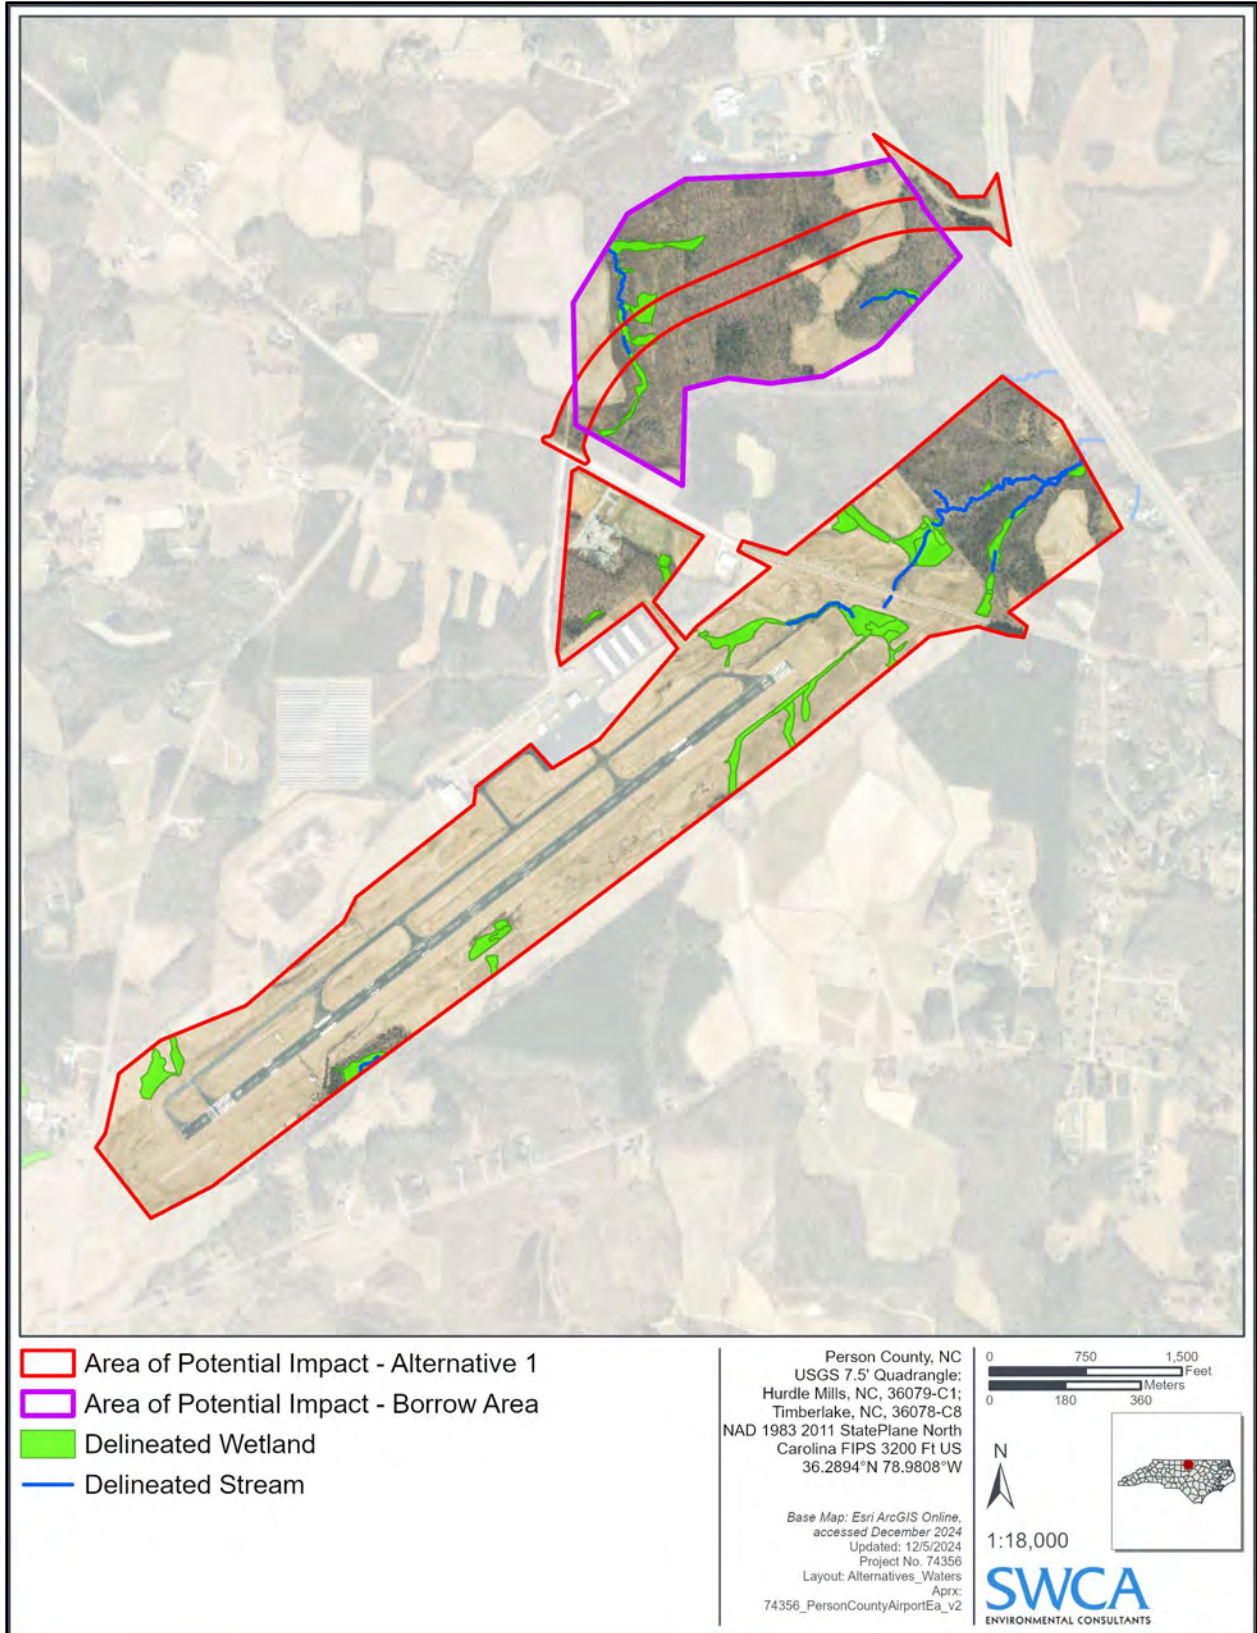 Area of Potential Impact - Alternative 1
Area of Potential Impact - Borrow Area
Delineated Wetland
Delineated Stream
Person County, NC
USGS 7.5' Quadrangle:
Hurdle Mills, NC, 36079-C1;
Timberlake, NC, 36078-C8
NAD 1983 2011 StatePlane North
Carolina FIPS 3200 Ft US
36.2894°N 78.9808°W
Base Map: Esri ArcGIS Online,
accessed December 2024
Updated: 12/5/2024
Project No. 74356
Layout: Alternatives_Waters
Aprx:
74356_PersonCountyAirportEa_v2
0 750 1,500
Feet
Meters
0 180 360
N
1:18,000
SWCA
ENVIRONMENTAL CONSULTANTS